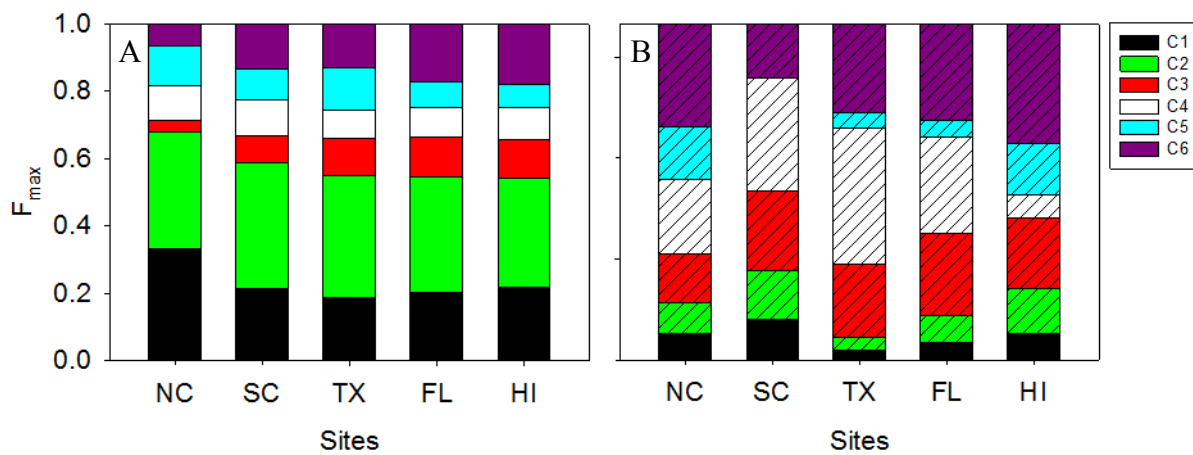 A
B
1.0
0.8
0.6
0.4
0.2
0.0
F max
NC SC TX FL HI
Sites
NC SC TX FL HI
Sites
C1
C2
C3
C4
C5
C6